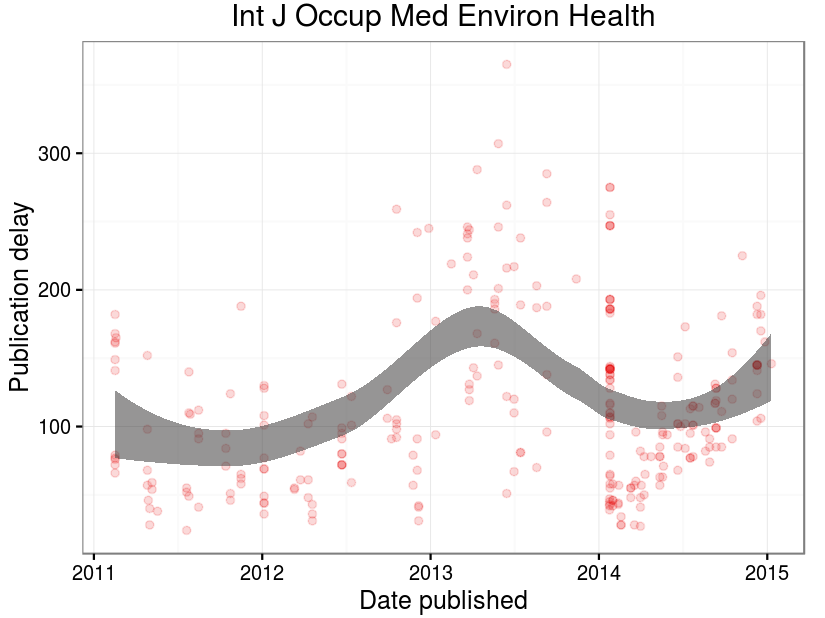 Int J Occup Med Environ Health
Publication delay
300
200
100
2011 2012 2013 2014 2015
Date published